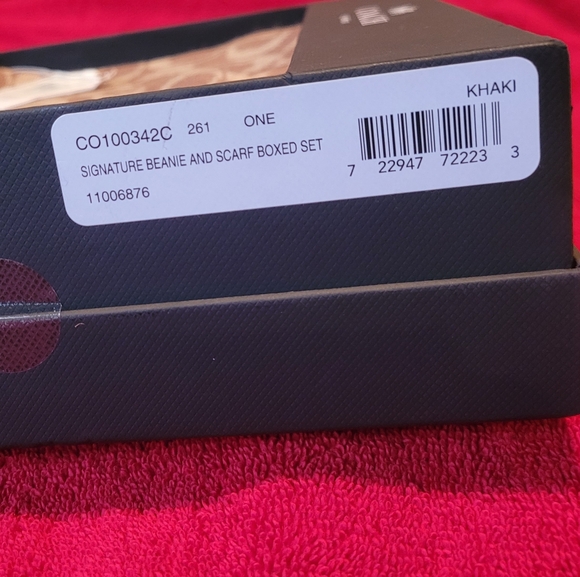 KHAKI
CO100342C 261 ONE
SIGNATURE BEANIE AND SCARF BOXED SET
11006876
7 22947 72223 3